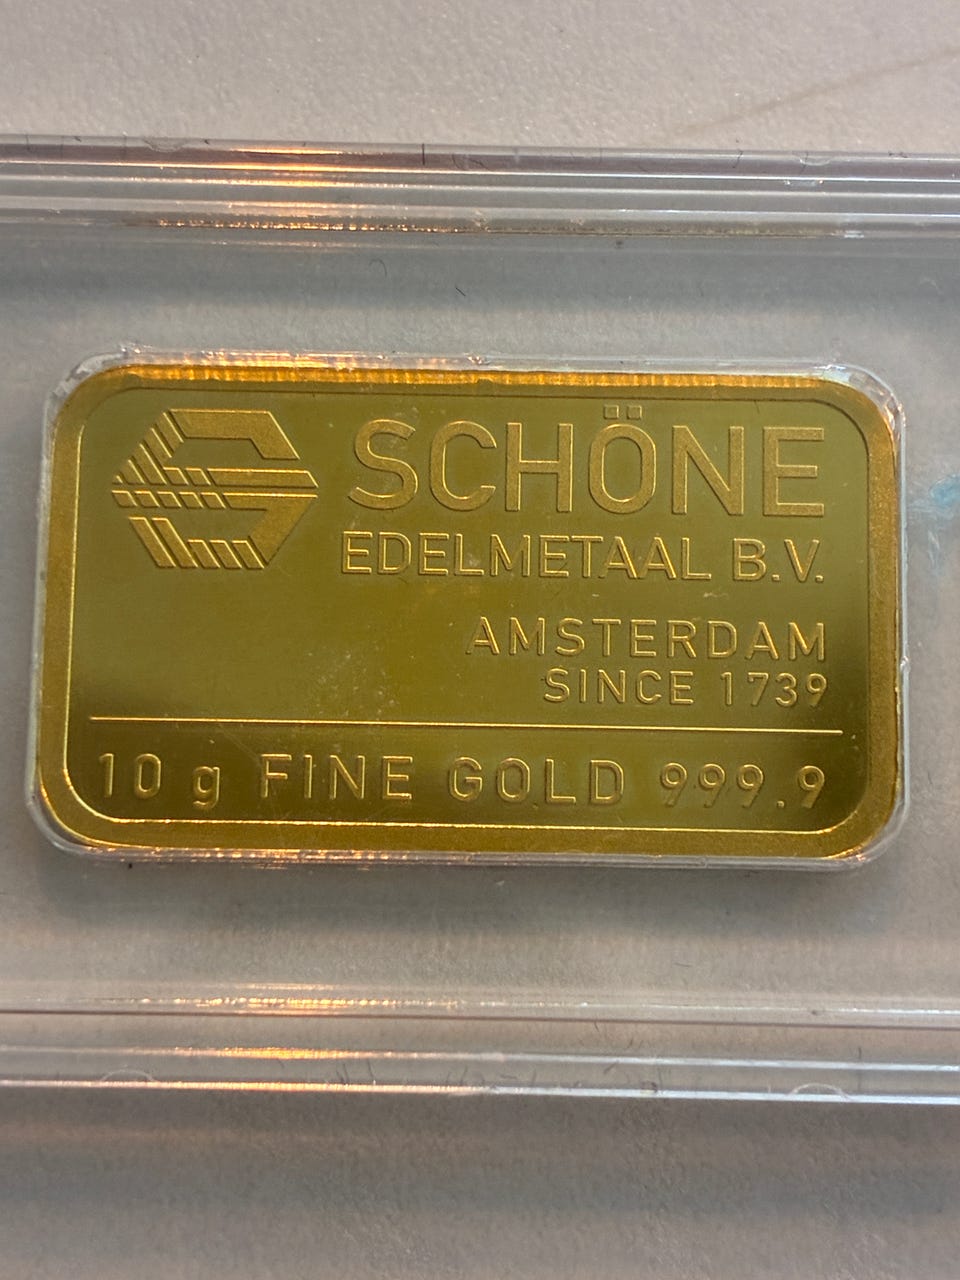 SCHÖNE
EDELMETAAL B.V.
AMSTERDAM
SINCE 1739
10 g FINE GOLD 999.9